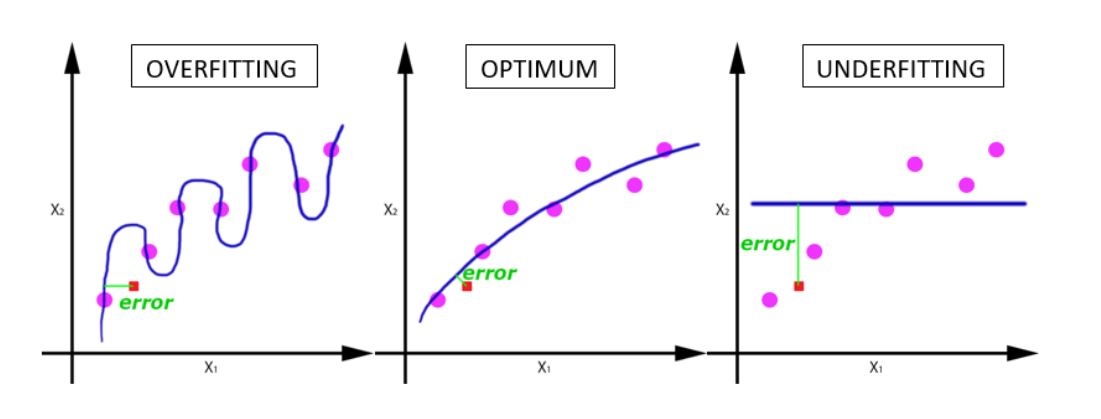 OVERFITTING
OPTIMUM
UNDERFITTING
X₂
error
X₁
X₂
error
X₁
X₂
error
X₁